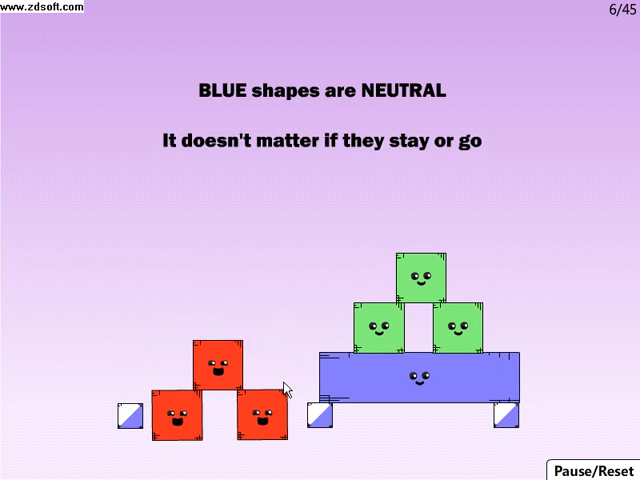 www.zdsoft.com
6/45
BLUE shapes are NEUTRAL
It doesn't matter if they stay or go
Pause/Reset